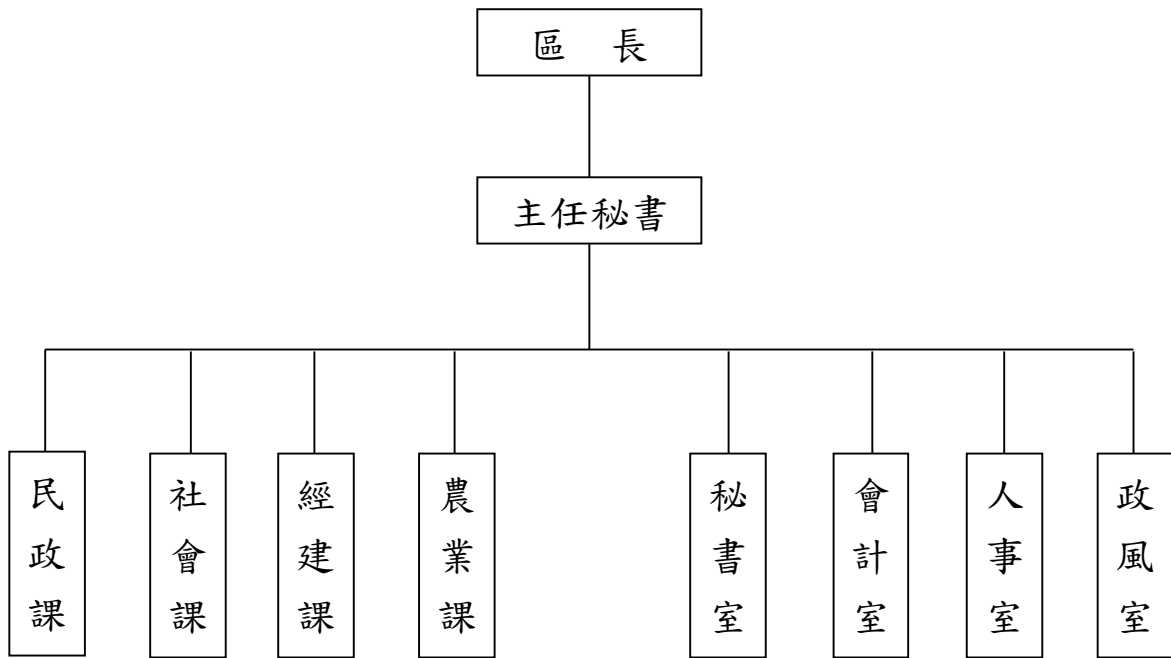 區 長
主任秘書
民政課
社會課
經建課
農業課
秘書室
會計室
人事室
政風室